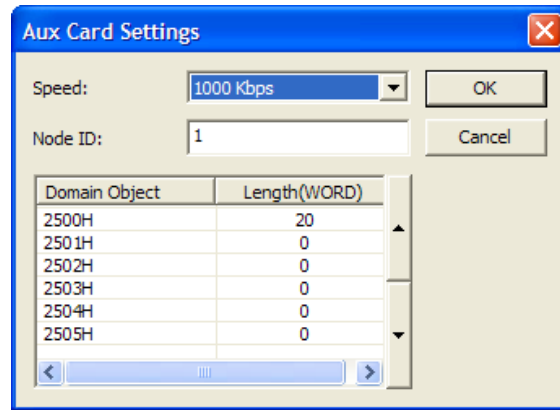 Aux Card Settings
Speed: 1000 Kbps OK
Node ID: 1 Cancel
Domain Object Length(WORD)
2500H 20
2501H 0
2502H 0
2503H 0
2504H 0
2505H 0